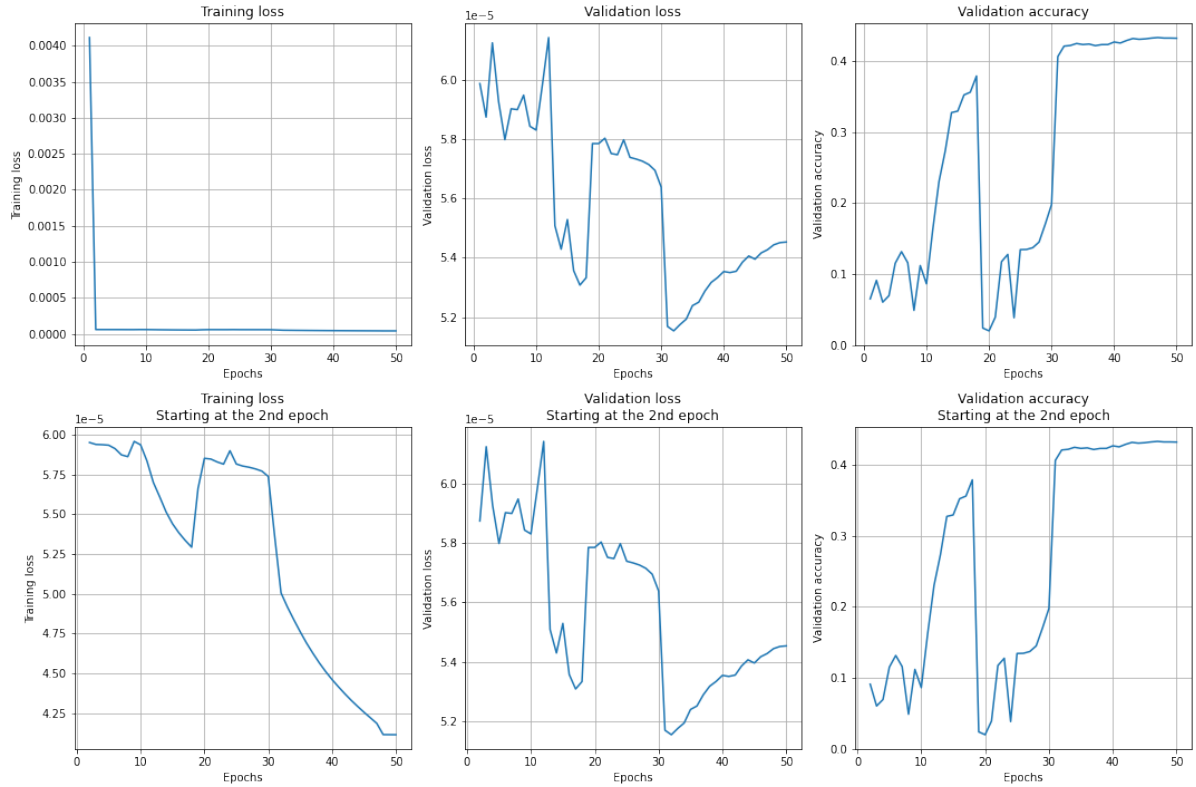 Training loss
0.0040
0.0035
0.0030
0.0025
0.0020
0.0015
0.0010
0.0005
0.0000
Training loss
0 10 20 30 40 50
Epochs
Validation loss
1e−5
6.0
5.8
5.6
5.4
5.2
Validation loss
0 10 20 30 40 50
Epochs
Validation accuracy
0.4
0.3
0.2
0.1
0.0
Validation accuracy
0 10 20 30 40 50
Epochs
Training loss
Starting at the 2nd epoch
1e−5
6.00
5.75
5.50
5.25
5.00
4.75
4.50
4.25
Training loss
0 10 20 30 40 50
Epochs
Validation loss
Starting at the 2nd epoch
1e−5
6.0
5.8
5.6
5.4
5.2
Validation loss
0 10 20 30 40 50
Epochs
Validation accuracy
Starting at the 2nd epoch
0.4
0.3
0.2
0.1
0.0
Validation accuracy
0 10 20 30 40 50
Epochs